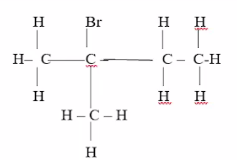 H Br H H
H– C C C – C-H
H H H
H – C – H
H